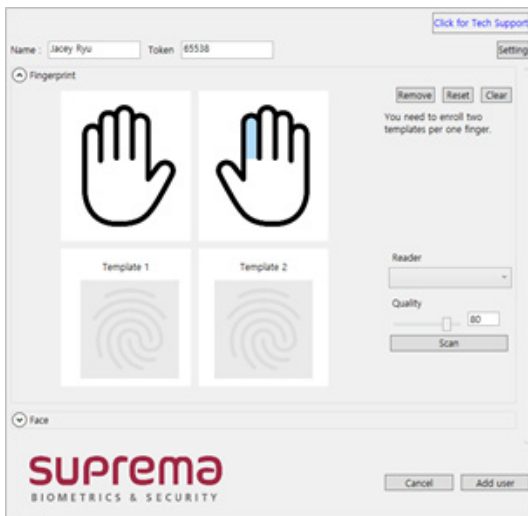 Click for Tech Support
Name : Jacey Ryu Token 65538 Setting
Fingerprint
Remove Reset Clear
You need to enroll two
templates per one finger.
Template 1 Template 2
Reader
Quality
80
Scan
Face
suprema
BIOMETRICS & SECURITY
Cancel Add user